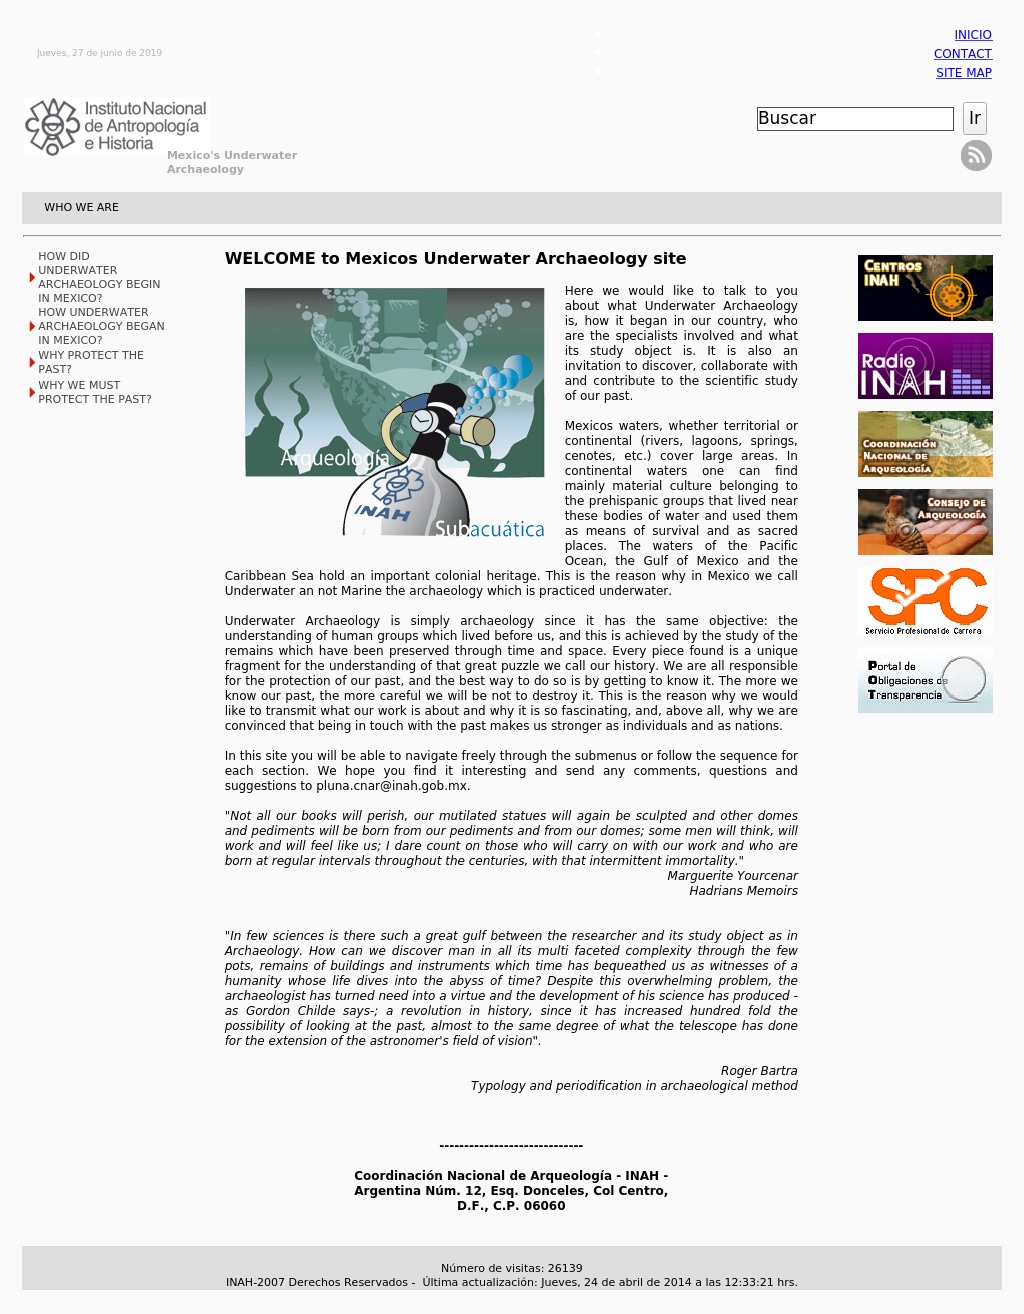 INICIO
Jueves, 27 de junio de 2019
CONTACT
SITE MAP
Instituto Nacional
de Antropología
e Historia
Buscar
Ir
Mexico's Underwater
Archaeology
WHO WE ARE
HOW DID
UNDERWATER
ARCHAEOLOGY BEGIN
IN MEXICO?
HOW UNDERWATER
ARCHAEOLOGY BEGAN
IN MEXICO?
WHY PROTECT THE
PAST?
WHY WE MUST
PROTECT THE PAST?
WELCOME to Mexicos Underwater Archaeology site
Arqueología
INAH
Subacuática
Here we would like to talk to you
about what Underwater Archaeology
is, how it began in our country, who
are the specialists involved and what
its study object is. It is also an
invitation to discover, collaborate with
and contribute to the scientific study
of our past.
Mexicos waters, whether territorial or
continental (rivers, lagoons, springs,
cenotes, etc.) cover large areas. In
continental waters one can find
mainly material culture belonging to
the prehispanic groups that lived near
these bodies of water and used them
as means of survival and as sacred
places. The waters of the Pacific
Ocean, the Gulf of Mexico and the
Caribbean Sea hold an important colonial heritage. This is the reason why in Mexico we call
Underwater an not Marine the archaeology which is practiced underwater.
Underwater Archaeology is simply archaeology since it has the same objective: the
understanding of human groups which lived before us, and this is achieved by the study of the
remains which have been preserved through time and space. Every piece found is a unique
fragment for the understanding of that great puzzle we call our history. We are all responsible
for the protection of our past, and the best way to do so is by getting to know it. The more we
know our past, the more careful we will be not to destroy it. This is the reason why we would
like to transmit what our work is about and why it is so fascinating, and, above all, why we are
convinced that being in touch with the past makes us stronger as individuals and as nations.
In this site you will be able to navigate freely through the submenus or follow the sequence for
each section. We hope you find it interesting and send any comments, questions and
suggestions to pluna.cnar@inah.gob.mx.
"Not all our books will perish, our mutilated statues will again be sculpted and other domes
and pediments will be born from our pediments and from our domes; some men will think, will
work and will feel like us; I dare count on those who will carry on with our work and who are
born at regular intervals throughout the centuries, with that intermittent immortality."
Marguerite Yourcenar
Hadrians Memoirs
"In few sciences is there such a great gulf between the researcher and its study object as in
Archaeology. How can we discover man in all its multi faceted complexity through the few
pots, remains of buildings and instruments which time has bequeathed us as witnesses of a
humanity whose life dives into the abyss of time? Despite this overwhelming problem, the
archaeologist has turned need into a virtue and the development of his science has produced -
as Gordon Childe says-; a revolution in history, since it has increased hundred fold the
possibility of looking at the past, almost to the same degree of what the telescope has done
for the extension of the astronomer's field of vision".
Roger Bartra
Typology and periodification in archaeological method
-----------------------------
Coordinación Nacional de Arqueología - INAH -
Argentina Núm. 12, Esq. Donceles, Col Centro,
D.F., C.P. 06060
Centros
INAH
Radio
INAH
Coordinación
Nacional de
Arqueología
Consejo de
Arqueología
SPC
Servicio Profesional de Carrera
Portal de
Obligaciones de
Transparencia
Número de visitas: 26139
INAH-2007 Derechos Reservados - Última actualización: Jueves, 24 de abril de 2014 a las 12:33:21 hrs.